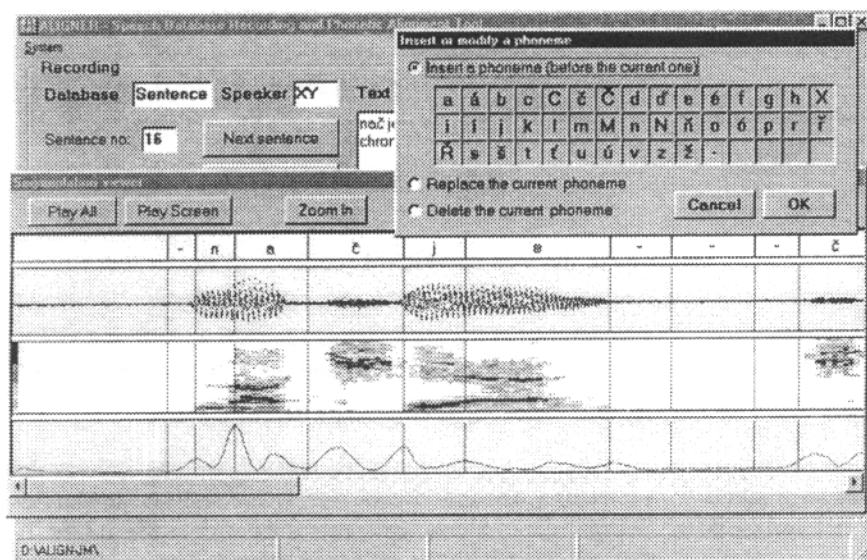 ALIGNER - Speech Database Recording and Phonetic Alignment Tool
System
Recording
Database Sentence Speaker XY Text
Sentence no: 16 Next sentence
nač je
chron
Insert or modify a phoneme
Insert a phoneme (before the current one)
a á b c C č Č d ď e é f g h X
i í j k l m M n N ň o ó p r ř
Ř s š t ť u ú v z ž -
Replace the current phoneme
Delete the current phoneme
Cancel OK
viewer
Play All Play Screen Zoom In
- n a č j e - - - č
D:\ALIGN-JM\